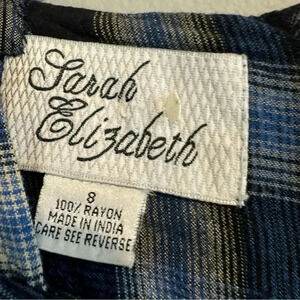 Sarah
Elizabeth
8
100% RAYON
MADE IN INDIA
CARE SEE REVERSE